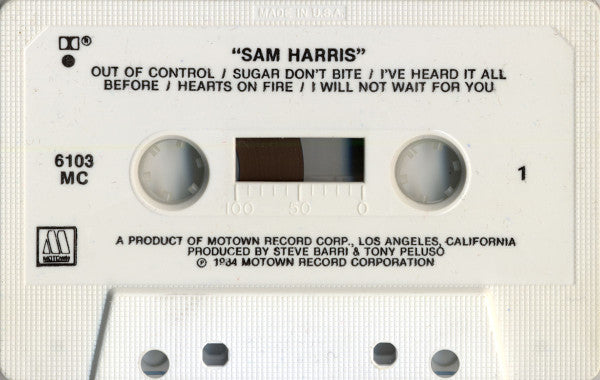 MADE IN U.S.A.
"SAM HARRIS"
OUT OF CONTROL / SUGAR DON'T BITE / I'VE HEARD IT ALL
BEFORE / HEARTS ON FIRE / I WILL NOT WAIT FOR YOU
6103
MC
1
100 50 0
MOTOWN
A PRODUCT OF MOTOWN RECORD CORP., LOS ANGELES, CALIFORNIA
PRODUCED BY STEVE BARRI & TONY PELUSO
℗ 1984 MOTOWN RECORD CORPORATION